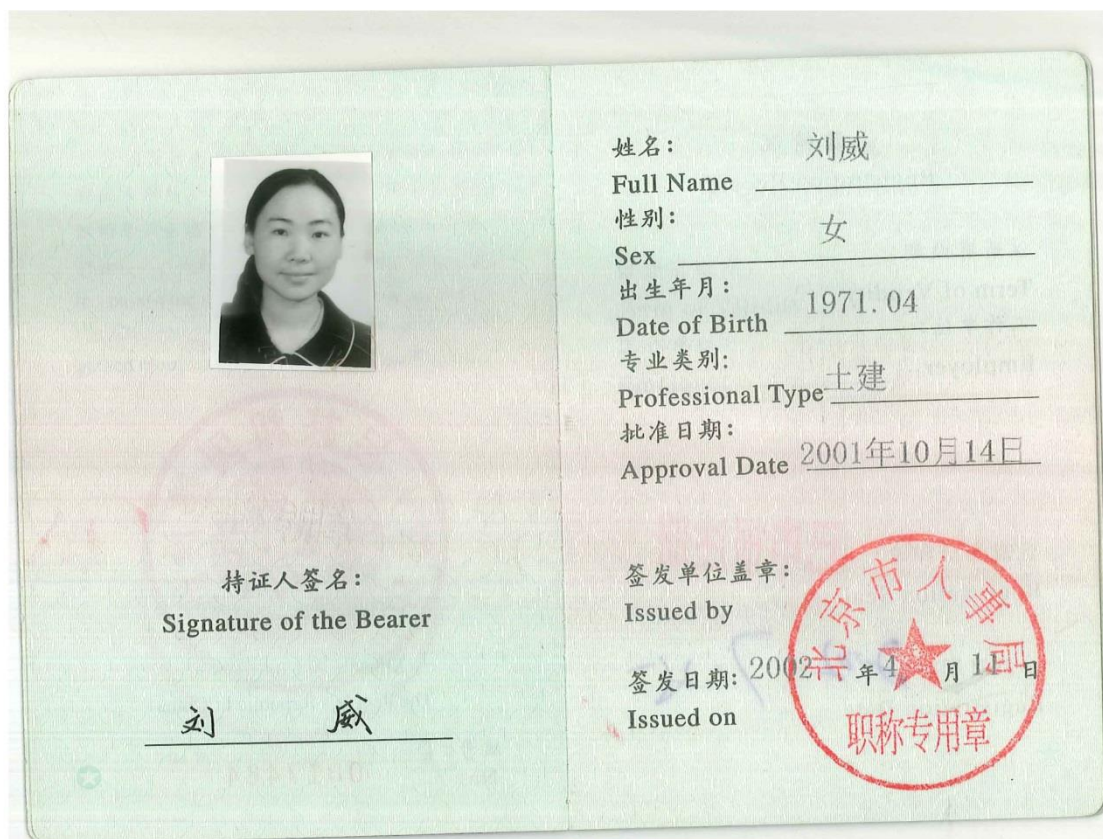 持证人签名：
Signature of the Bearer
刘 威
姓名： 刘威
Full Name
性别： 女
Sex
出生年月： 1971.04
Date of Birth
专业类别: 土建
Professional Type
批准日期： 2001年10月14日
Approval Date
签发单位盖章：
Issued by
北京市人事局
职称专用章
签发日期: 2002 年 4 月 11 日
Issued on